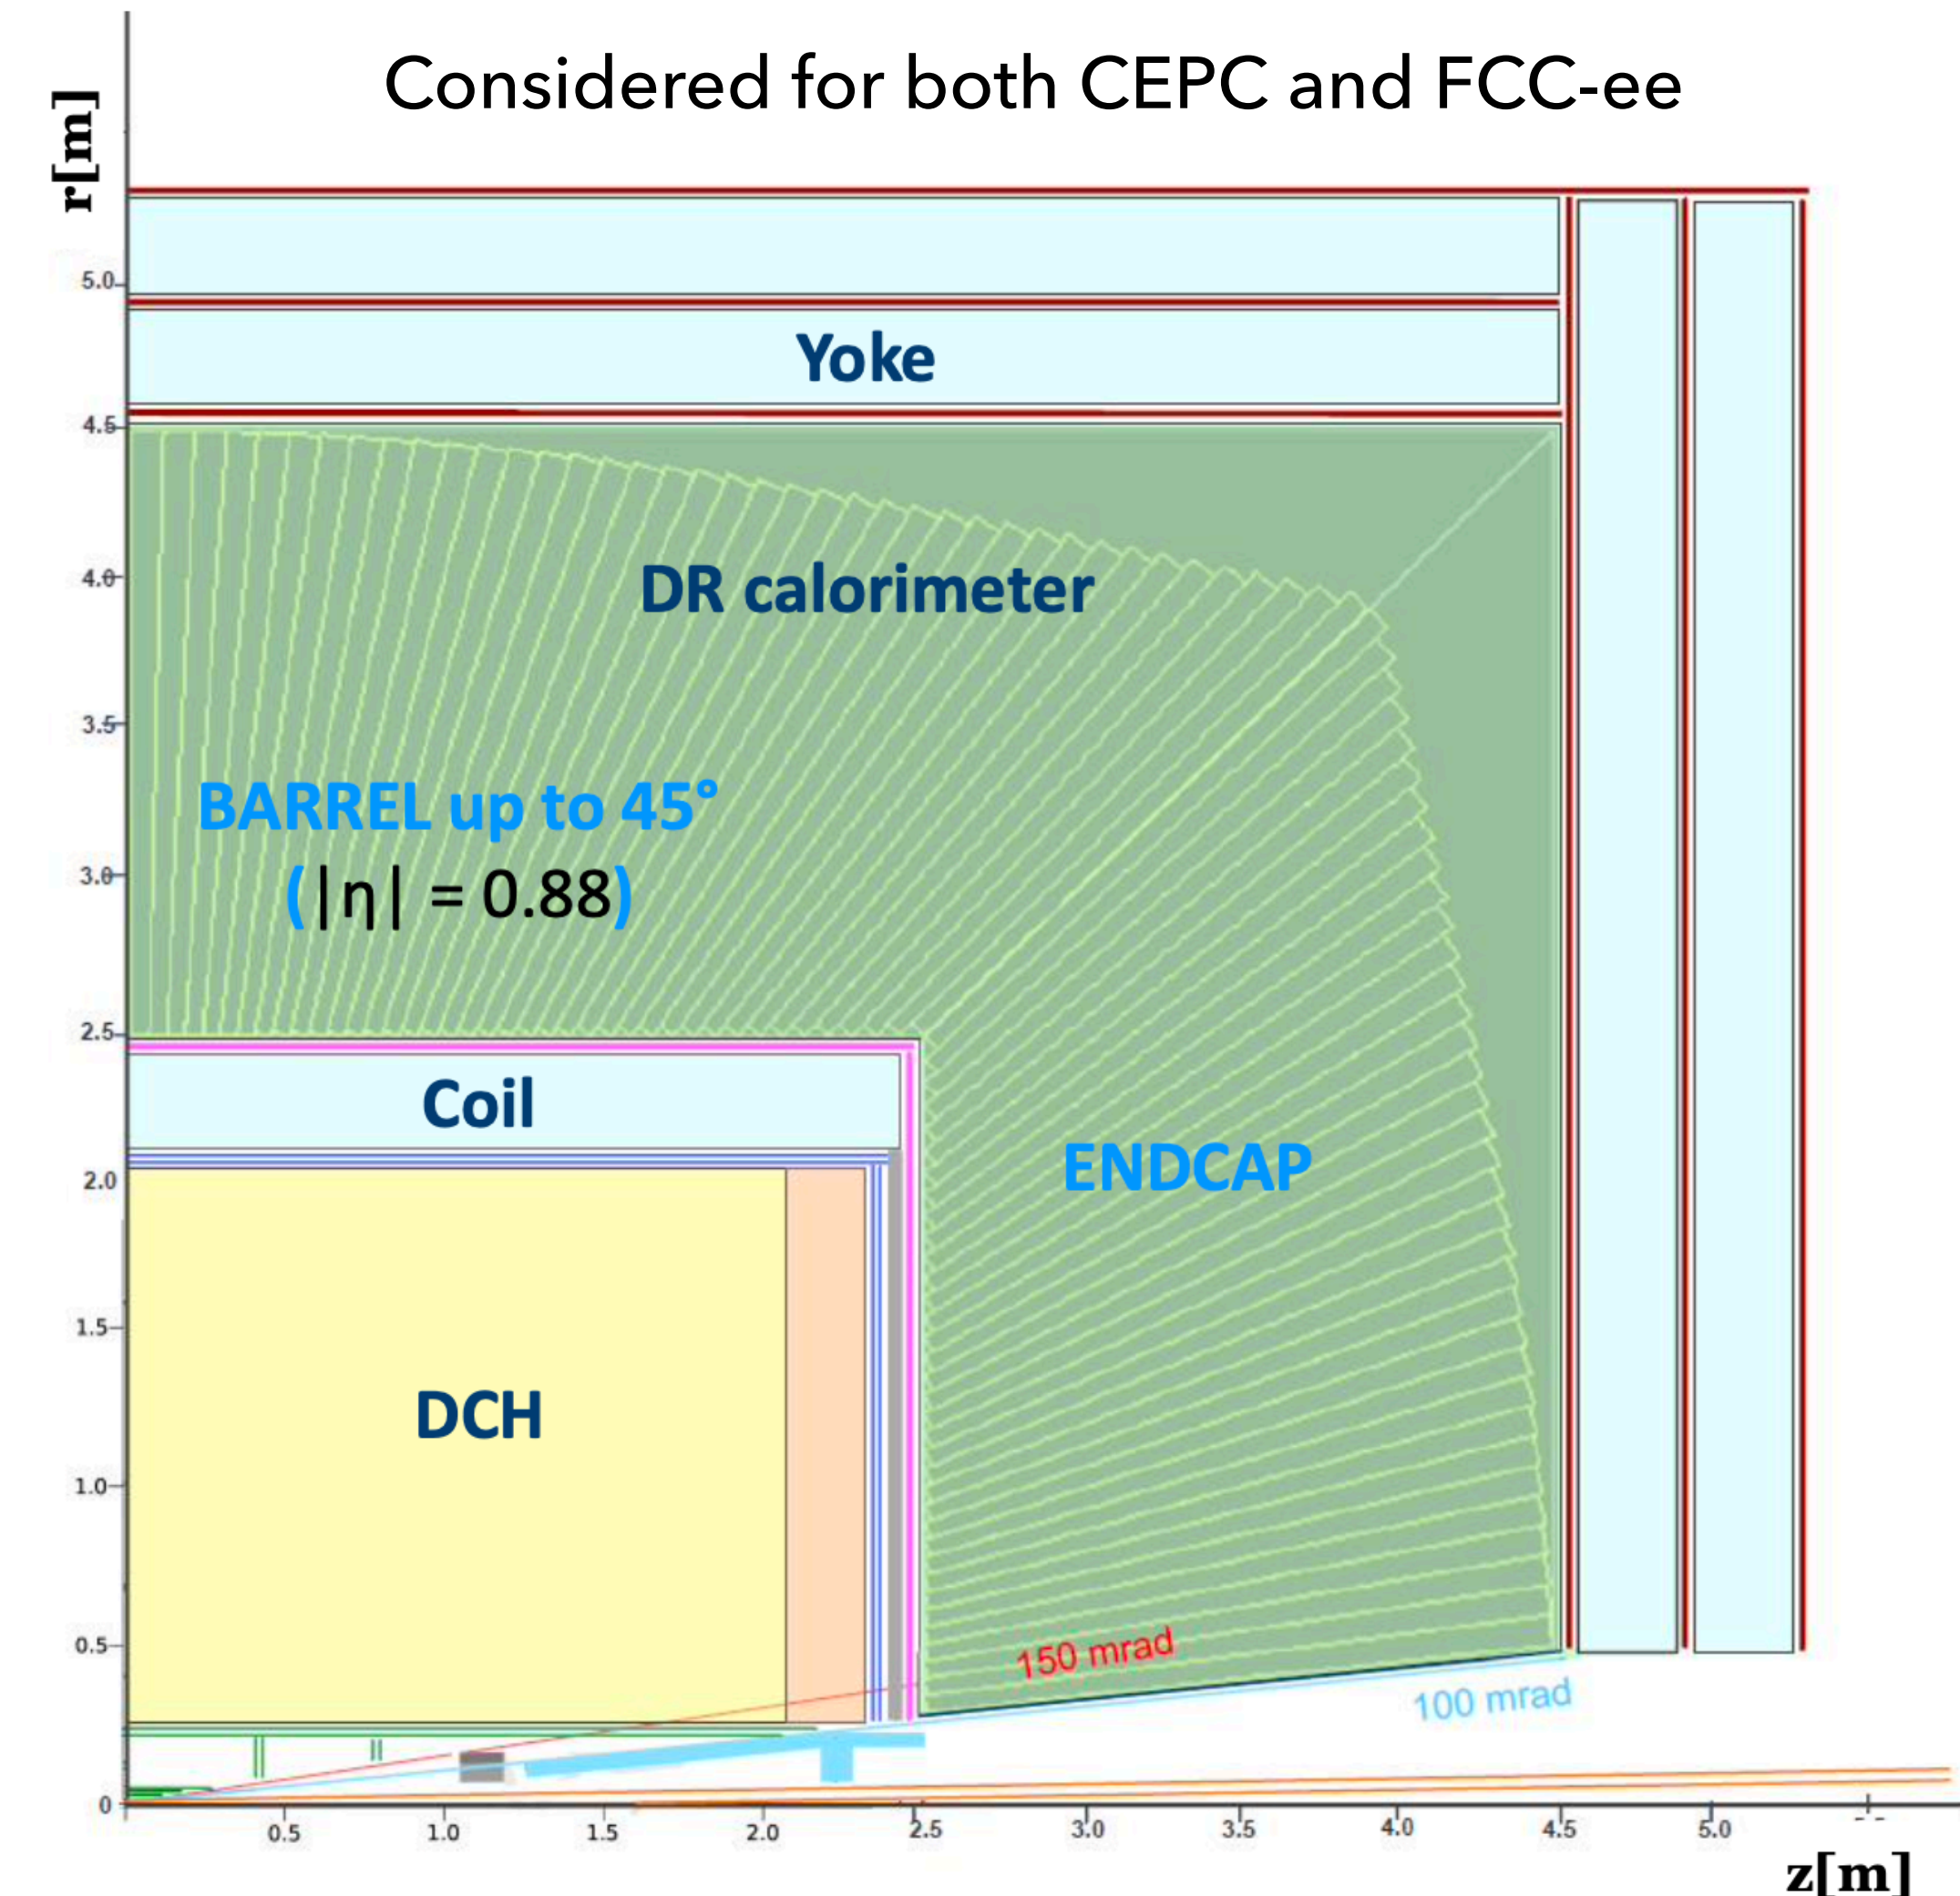 Considered for both CEPC and FCC-ee
r[m]
5.0
Yoke
4.5
DR calorimeter
4.0
3.5
BARREL up to 45°
(|η| = 0.88)
3.0
2.5
Coil
ENDCAP
2.0
1.5
DCH
1.0
0.5
150 mrad
100 mrad
0
0.5 1.0 1.5 2.0 2.5 3.0 3.5 4.0 4.5 5.0
z[m]